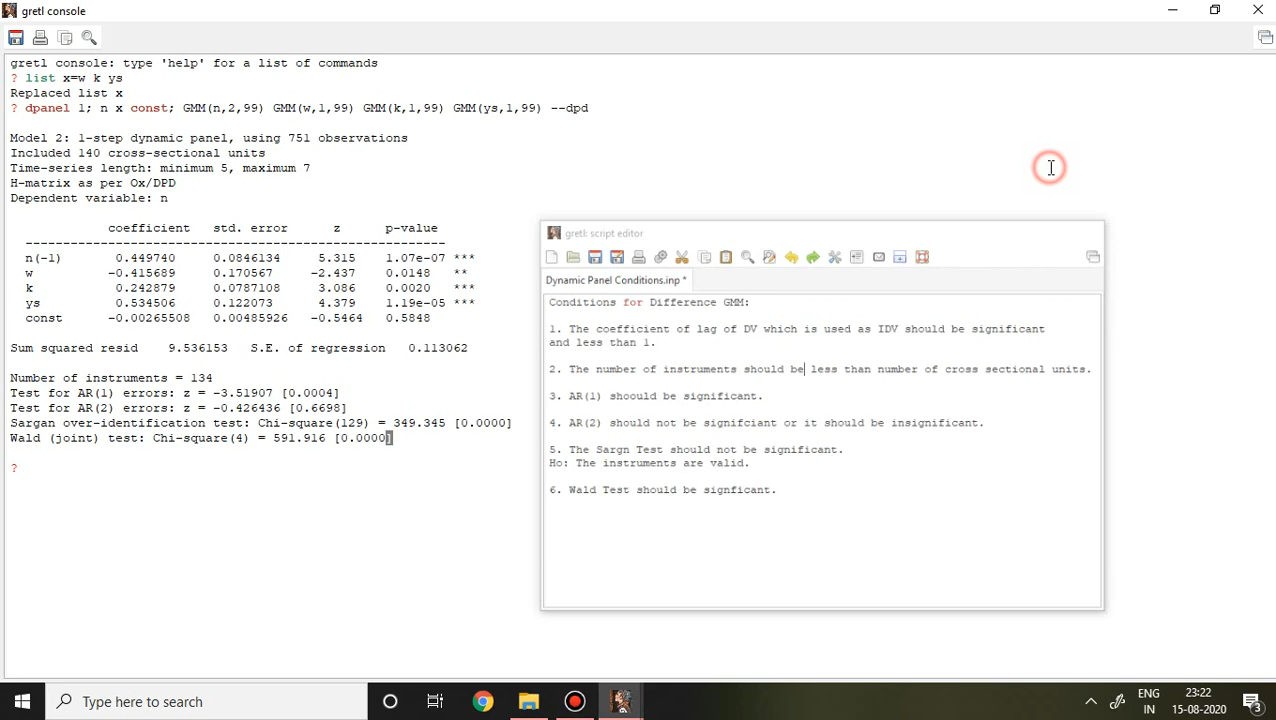 gretl console
gretl console: type 'help' for a list of commands
? list x=w k ys
Replaced list x
? dpanel 1; n x const; GMM(n,2,99) GMM(w,1,99) GMM(k,1,99) GMM(ys,1,99) --dpd
Model 2: 1-step dynamic panel, using 751 observations
Included 140 cross-sectional units
Time-series length: minimum 5, maximum 7
H-matrix as per Ox/DPD
Dependent variable: n
coefficient std. error z p-value
---------------------------------------------------------
n(-1) 0.449740 0.0846134 5.315 1.07e-07 ***
w −0.415689 0.170567 −2.437 0.0148 **
k 0.242879 0.0787108 3.086 0.0020 ***
ys 0.534506 0.122073 4.379 1.19e-05 ***
const −0.00265508 0.00485926 −0.5464 0.5848
Sum squared resid 9.536153 S.E. of regression 0.113062
Number of instruments = 134
Test for AR(1) errors: z = -3.51907 [0.0004]
Test for AR(2) errors: z = -0.426436 [0.6698]
Sargan over-identification test: Chi-square(129) = 349.345 [0.0000]
Wald (joint) test: Chi-square(4) = 591.916 [0.0000]
?
gretl: script editor
Dynamic Panel Conditions.inp *
Conditions for Difference GMM:
1. The coefficient of lag of DV which is used as IDV should be significant
and less than 1.
2. The number of instruments should be less than number of cross sectional units.
3. AR(1) shoould be significant.
4. AR(2) should not be signifciant or it should be insignificant.
5. The Sargn Test should not be significant.
Ho: The instruments are valid.
6. Wald Test should be signficant.
Type here to search
ENG
IN
23:22
15-08-2020
3